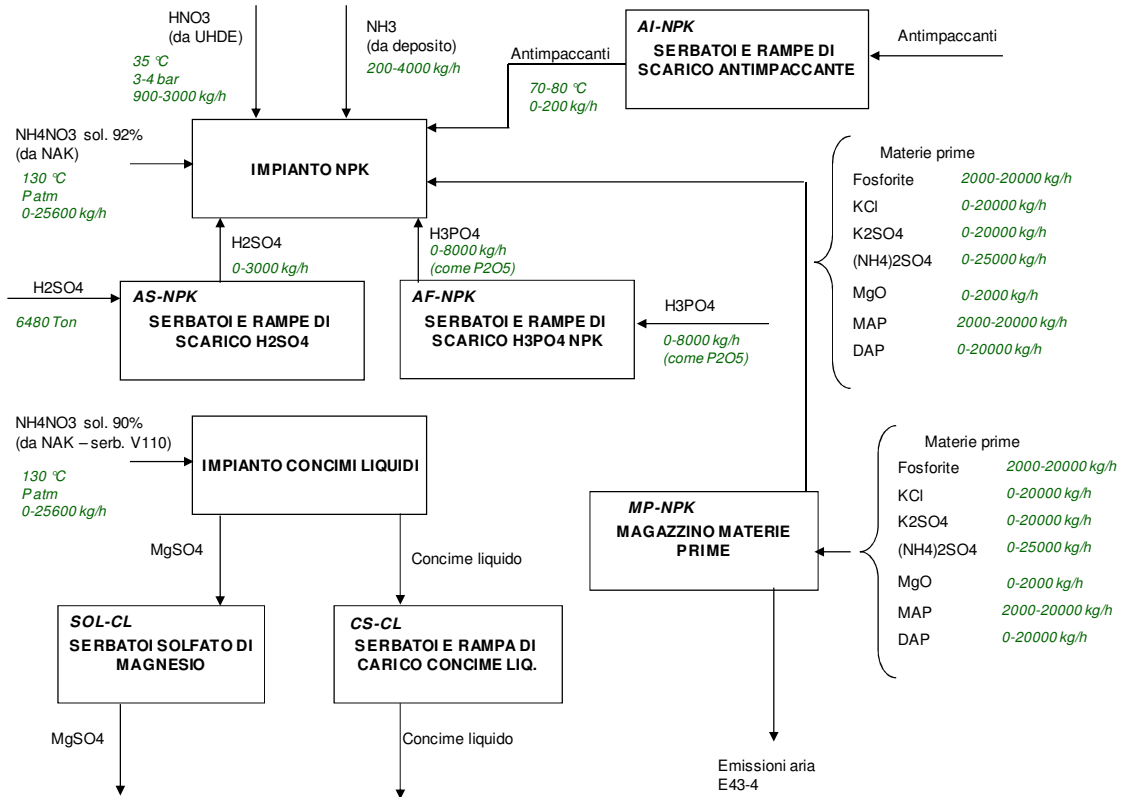 HNO3
(da UHDE)
35 °C
3-4 bar
900-3000 kg/h
NH3
(da deposito)
200-4000 kg/h
Antimpaccanti
70-80 °C
0-200 kg/h
AI-NPK
SERBATOI E RAMPE DI
SCARICO ANTIMPACCANTE
Antimpaccanti
NH4NO3 sol. 92%
(da NAK)
130 °C
Patm
0-25600 kg/h
IMPIANTO NPK
H2SO4
0-3000 kg/h
H3PO4
0-8000 kg/h
(come P2O5)
H2SO4
6480 Ton
AS-NPK
SERBATOI E RAMPE DI
SCARICO H2SO4
AF-NPK
SERBATOI E RAMPE DI
SCARICO H3PO4 NPK
H3PO4
0-8000 kg/h
(come P2O5)
Materie prime
Fosforite 2000-20000 kg/h
KCl 0-20000 kg/h
K2SO4 0-20000 kg/h
(NH4)2SO4 0-25000 kg/h
MgO 0-2000 kg/h
MAP 2000-20000 kg/h
DAP 0-20000 kg/h
NH4NO3 sol. 90%
(da NAK – serb. V110)
130 °C
Patm
0-25600 kg/h
IMPIANTO CONCIMI LIQUIDI
MgSO4
Concime liquido
SOL-CL
SERBATOI SOLFATO DI
MAGNESIO
CS-CL
SERBATOI E RAMPA DI
CARICO CONCIME LIQ.
MgSO4
Concime liquido
MP-NPK
MAGAZZINO MATERIE
PRIME
Materie prime
Fosforite 2000-20000 kg/h
KCl 0-20000 kg/h
K2SO4 0-20000 kg/h
(NH4)2SO4 0-25000 kg/h
MgO 0-2000 kg/h
MAP 2000-20000 kg/h
DAP 0-20000 kg/h
Emissioni aria
E43-4